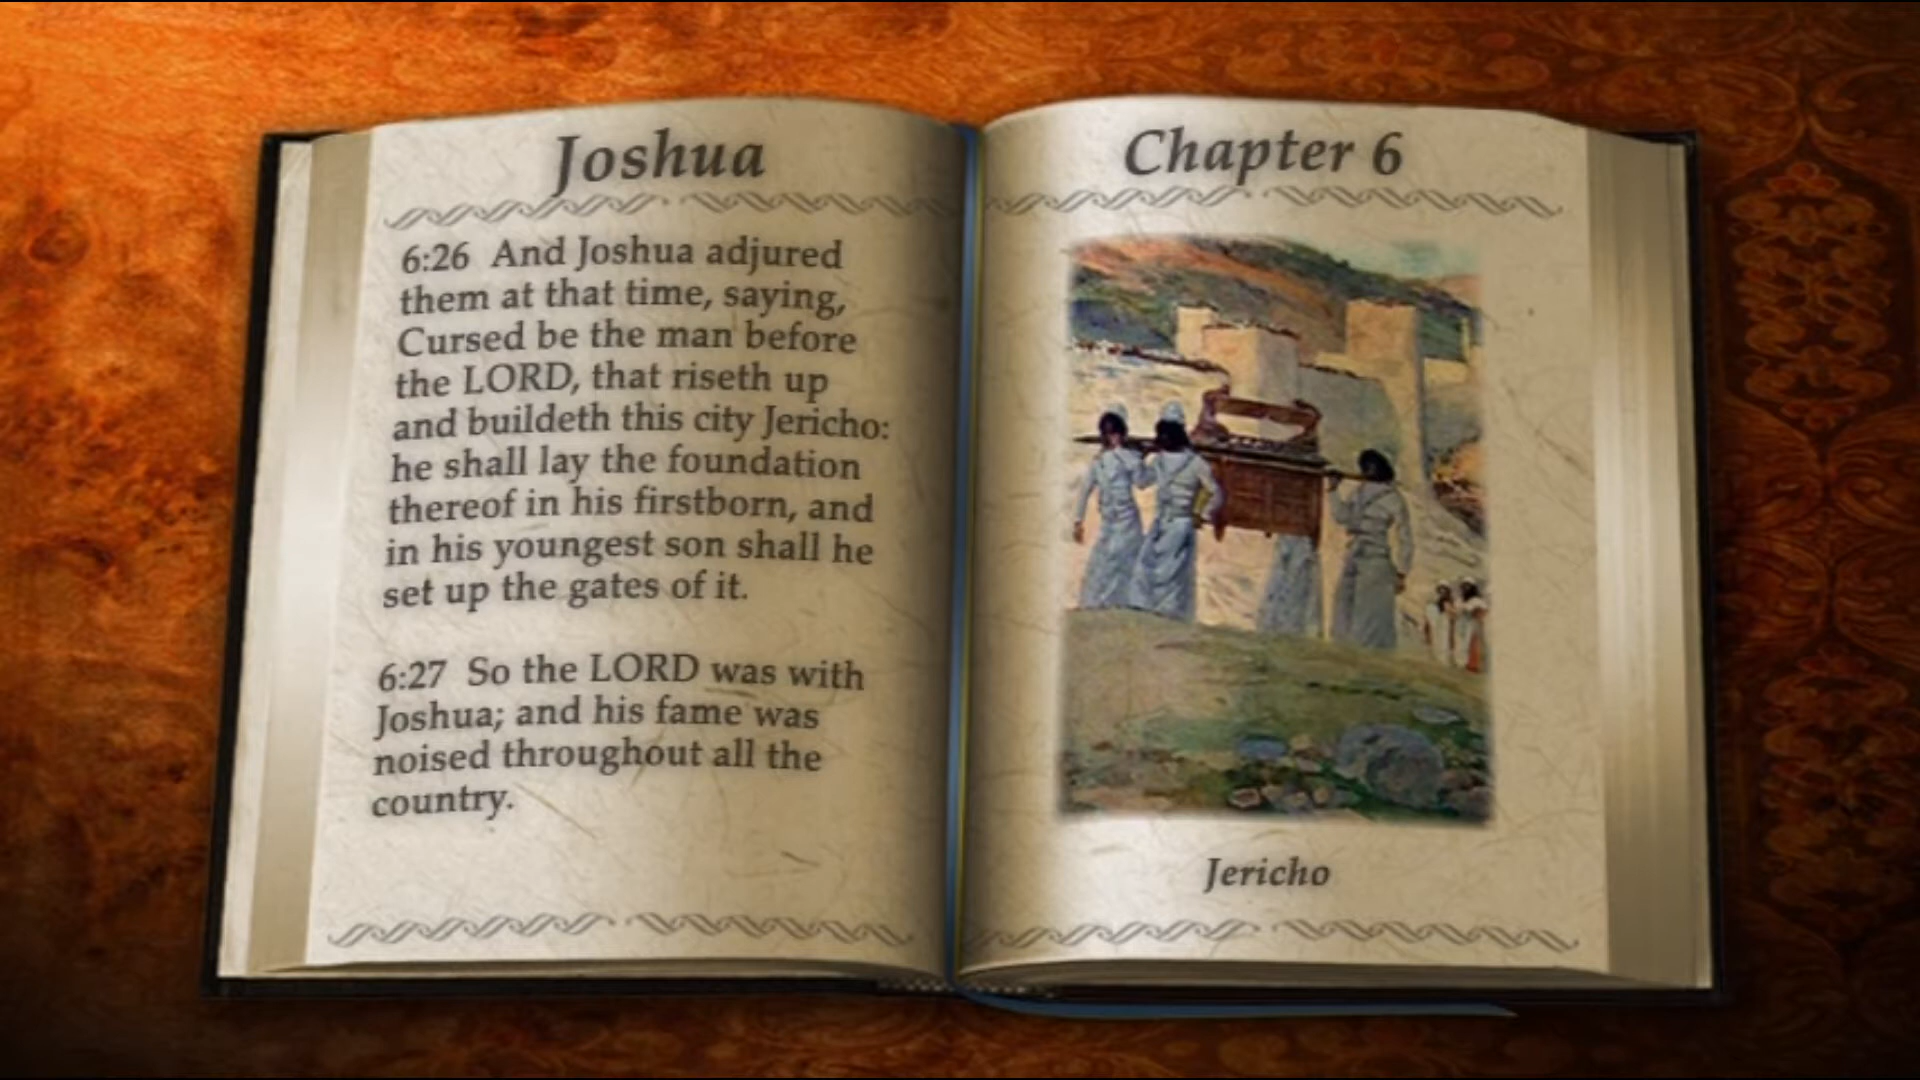 Joshua
6:26 And Joshua adjured
them at that time, saying,
Cursed be the man before
the LORD, that riseth up
and buildeth this city Jericho:
he shall lay the foundation
thereof in his firstborn, and
in his youngest son shall he
set up the gates of it.
6:27 So the LORD was with
Joshua; and his fame was
noised throughout all the
country.
Chapter 6
Jericho